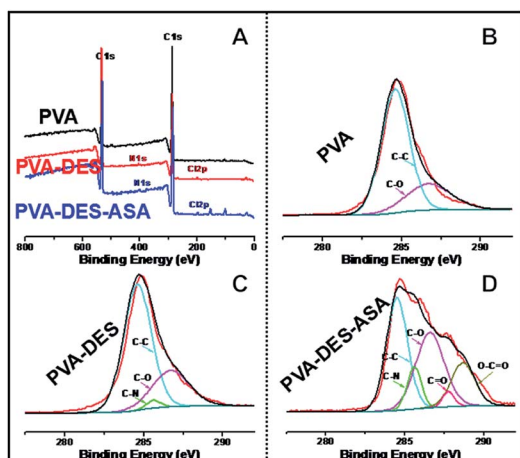 A
O1s
C1s
PVA
PVA-DES
N1s
Cl2p
PVA-DES-ASA
N1s
Cl2p
800 600 400 200 0
Binding Energy (eV)
B
PVA
C-C
C-O
280 285 290
Binding Energy (eV)
C
PVA-DES
C-C
C-O
C-N
280 285 290
Binding Energy (eV)
D
PVA-DES-ASA
C-O
C-C
C-N
C=O
O-C=O
280 285 290
Binding Energy (eV)